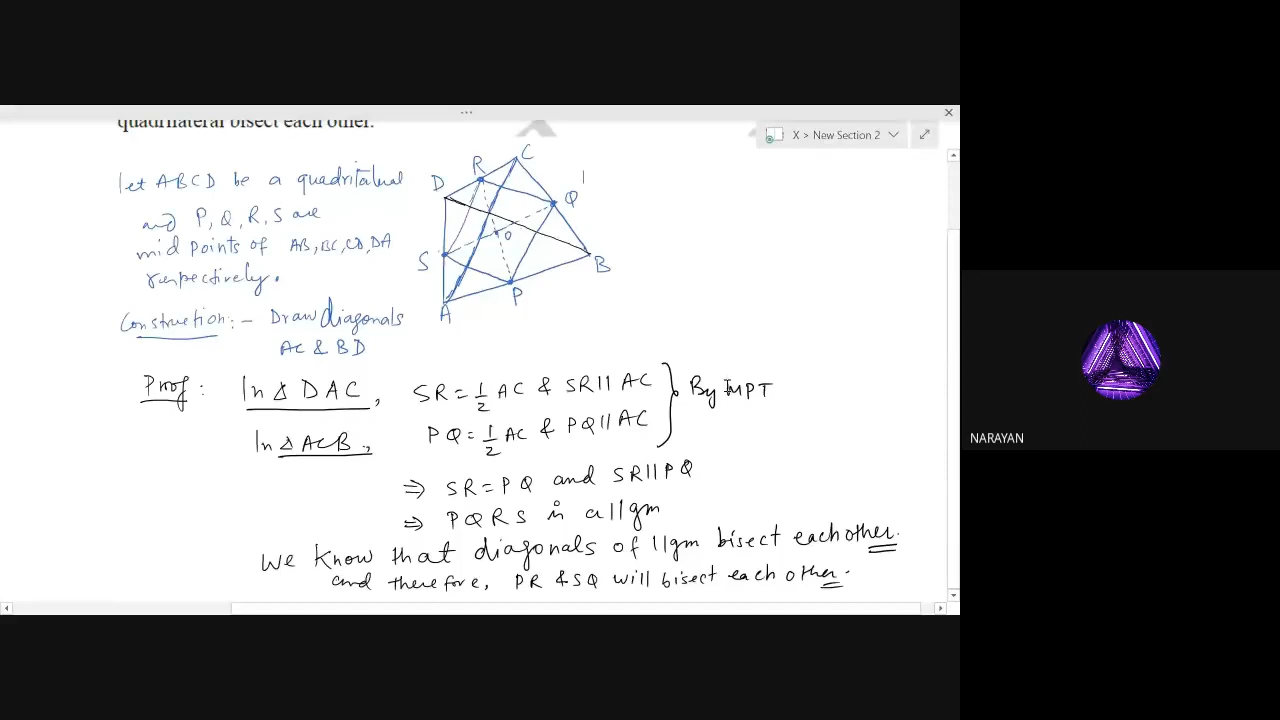 quadrilateral bisect each other.
X > New Section 2
let ABCD be a quadrilateral
and P, Q, R, S are
mid points of AB, BC, CD, DA
respectively.
Construction:- Draw diagonals
AC & BD
D R C Q O S B P A
Proof: In Δ DAC, SR = 1/2 AC & SR || AC
In Δ ACB, PQ = 1/2 AC & PQ || AC
By MPT
⇒ SR = PQ and SR || PQ
⇒ PQRS is a ||gm
We know that diagonals of ||gm bisect each other.
and therefore, PR & SQ will bisect each other.
NARAYAN